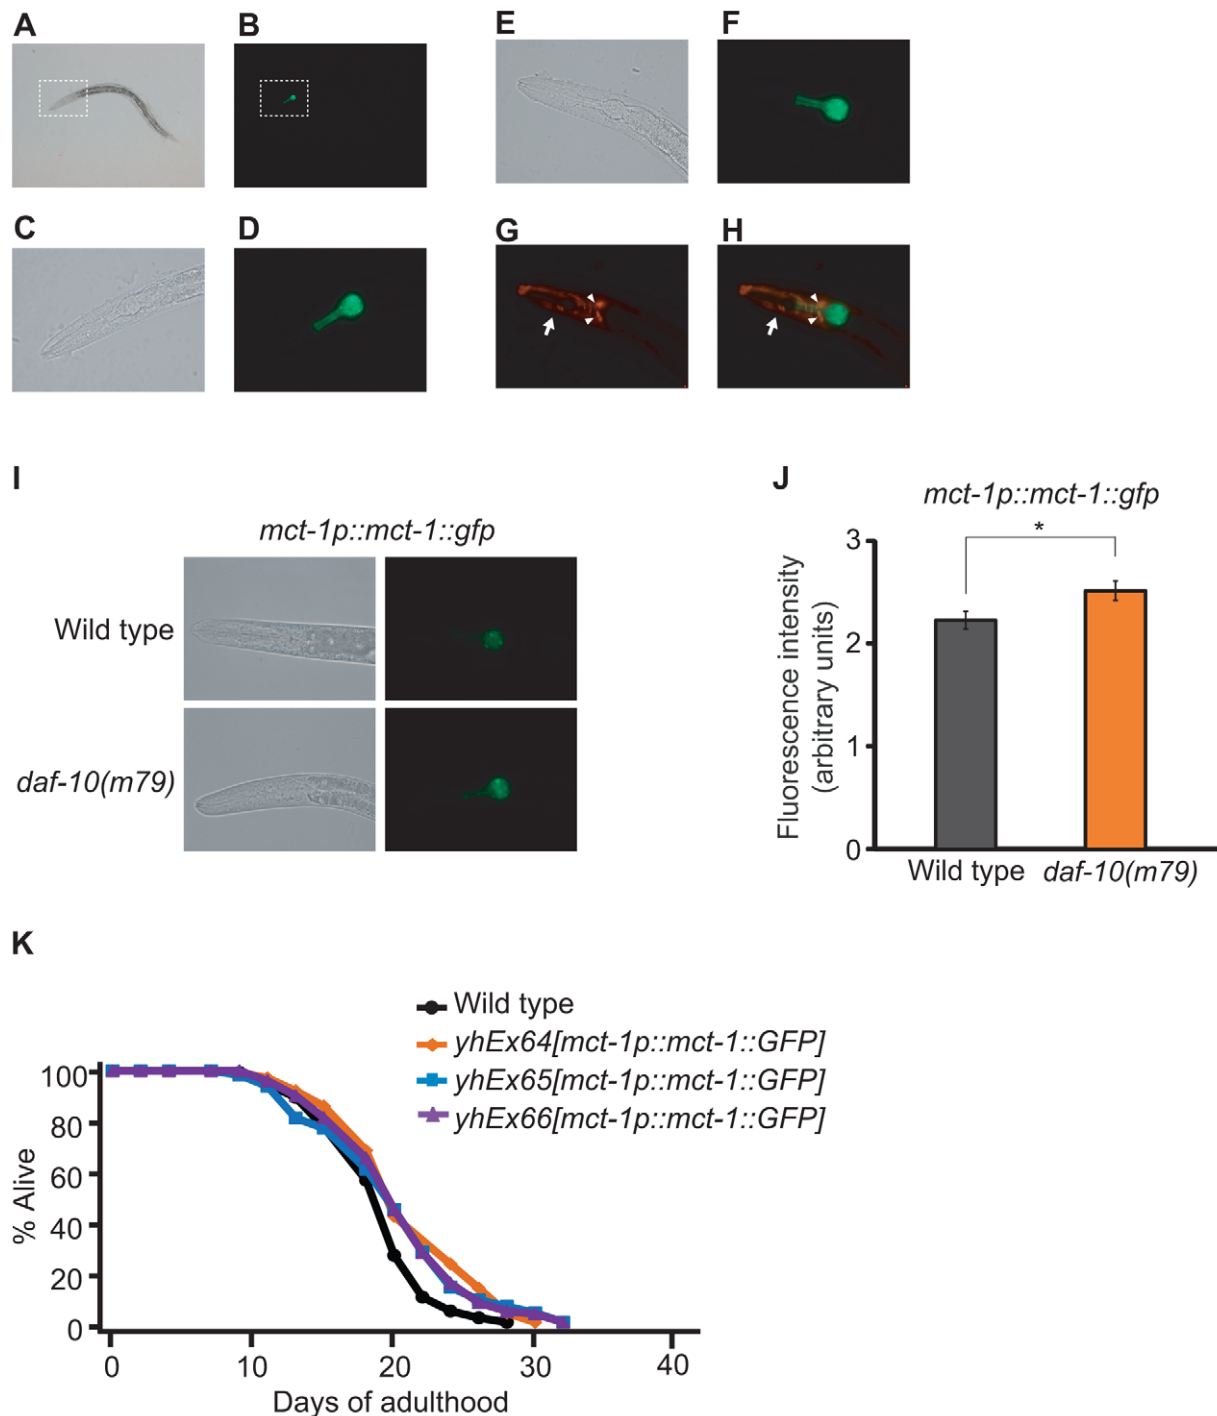 A
B
E
F
C
D
G
H
I
mct-1p::mct-1::gfp
Wild type
daf-10(m79)
J
mct-1p::mct-1::gfp
*
Fluorescence intensity
(arbitrary units)
3
2
1
0
Wild type
daf-10(m79)
K
Wild type
yhEx64[mct-1p::mct-1::GFP]
yhEx65[mct-1p::mct-1::GFP]
yhEx66[mct-1p::mct-1::GFP]
% Alive
100
80
60
40
20
0
0 10 20 30 40
Days of adulthood